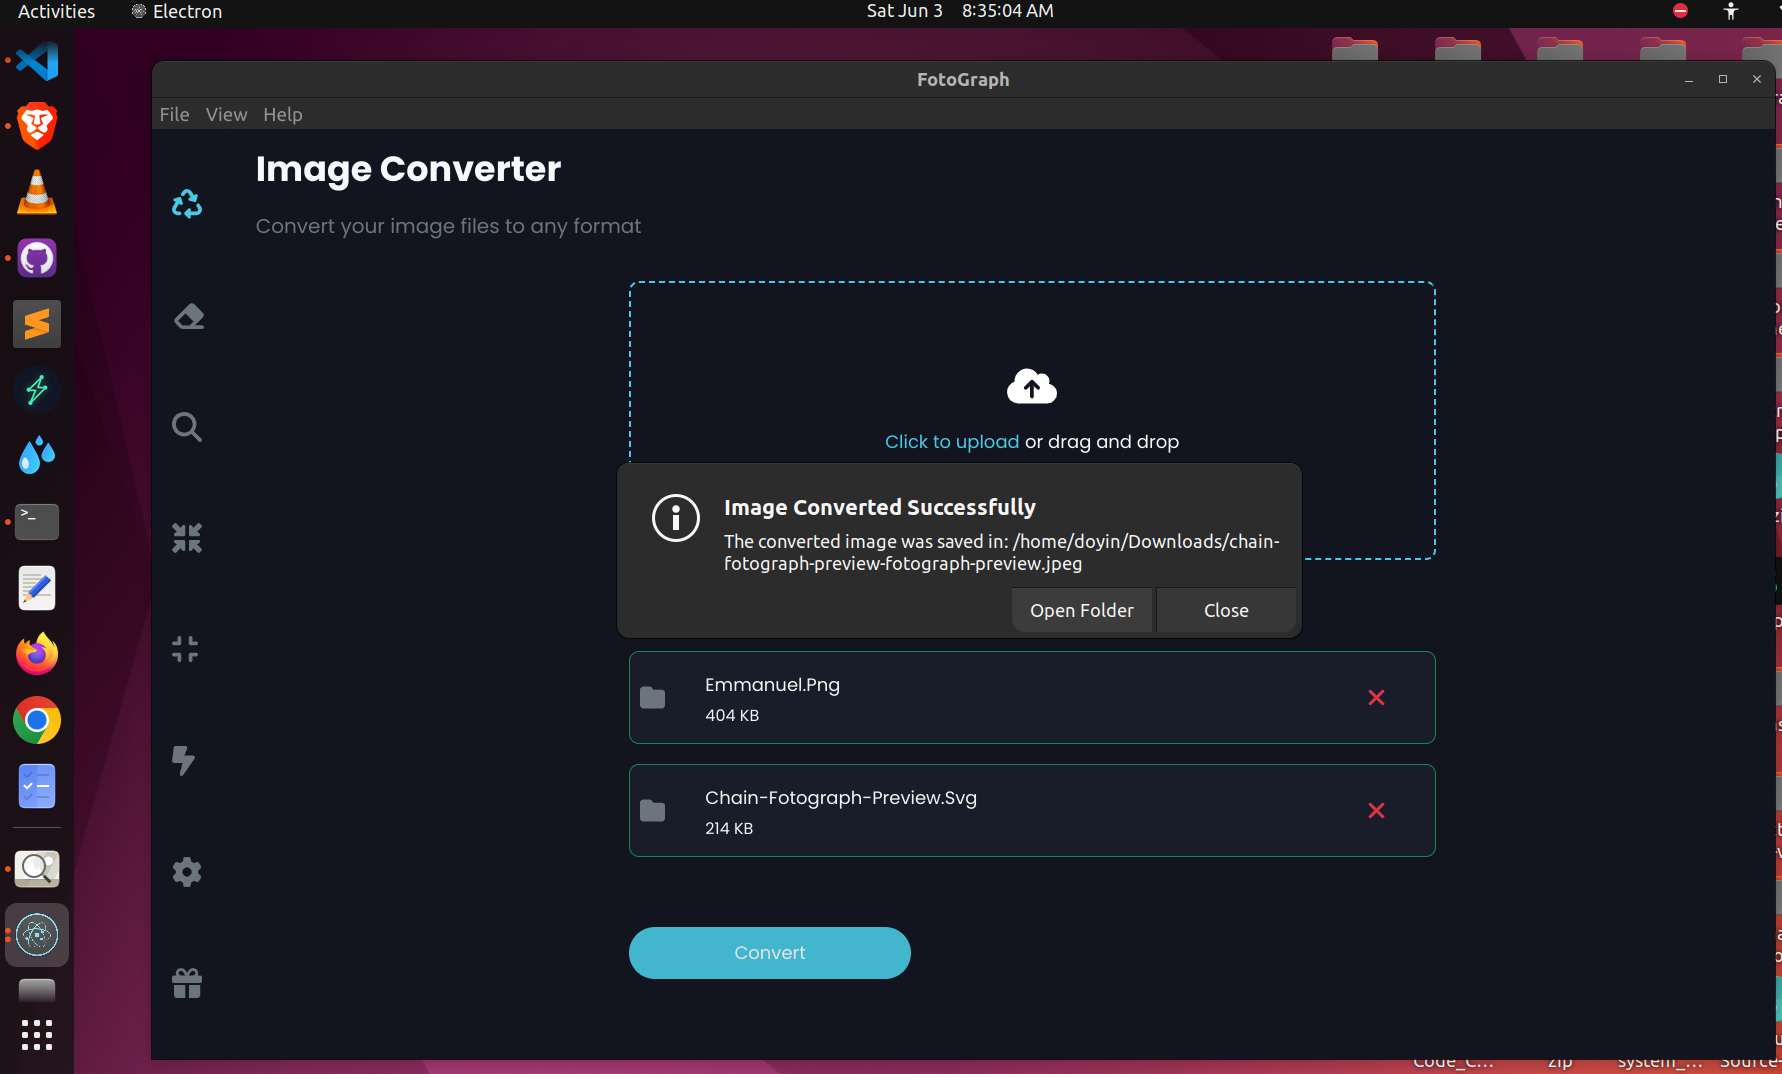 Activities
Electron
Sat Jun 3 8:35:04 AM
FotoGraph
File View Help
Image Converter
Convert your image files to any format
Click to upload or drag and drop
Image Converted Successfully
The converted image was saved in: /home/doyin/Downloads/chain-
fotograph-preview-fotograph-preview.jpeg
Open Folder
Close
Emmanuel.Png
404 KB
Chain-Fotograph-Preview.Svg
214 KB
Convert
Code_C...
zip
system_...
Source-